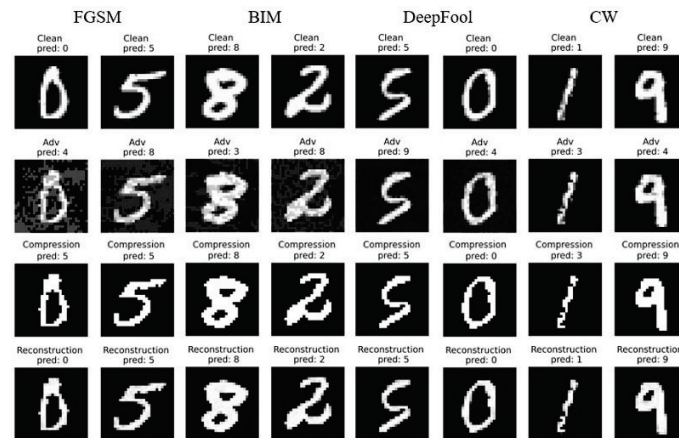 FGSM BIM DeepFool CW
Clean Clean Clean Clean Clean Clean Clean Clean
pred: 0 pred: 5 pred: 8 pred: 2 pred: 5 pred: 0 pred: 1 pred: 9
Adv Adv Adv Adv Adv Adv Adv Adv
pred: 4 pred: 8 pred: 3 pred: 8 pred: 9 pred: 4 pred: 3 pred: 4
Compression Compression Compression Compression Compression Compression Compression Compression
pred: 5 pred: 5 pred: 8 pred: 2 pred: 5 pred: 0 pred: 3 pred: 9
Reconstruction Reconstruction Reconstruction Reconstruction Reconstruction Reconstruction Reconstruction Reconstruction
pred: 0 pred: 5 pred: 8 pred: 2 pred: 5 pred: 0 pred: 1 pred: 9